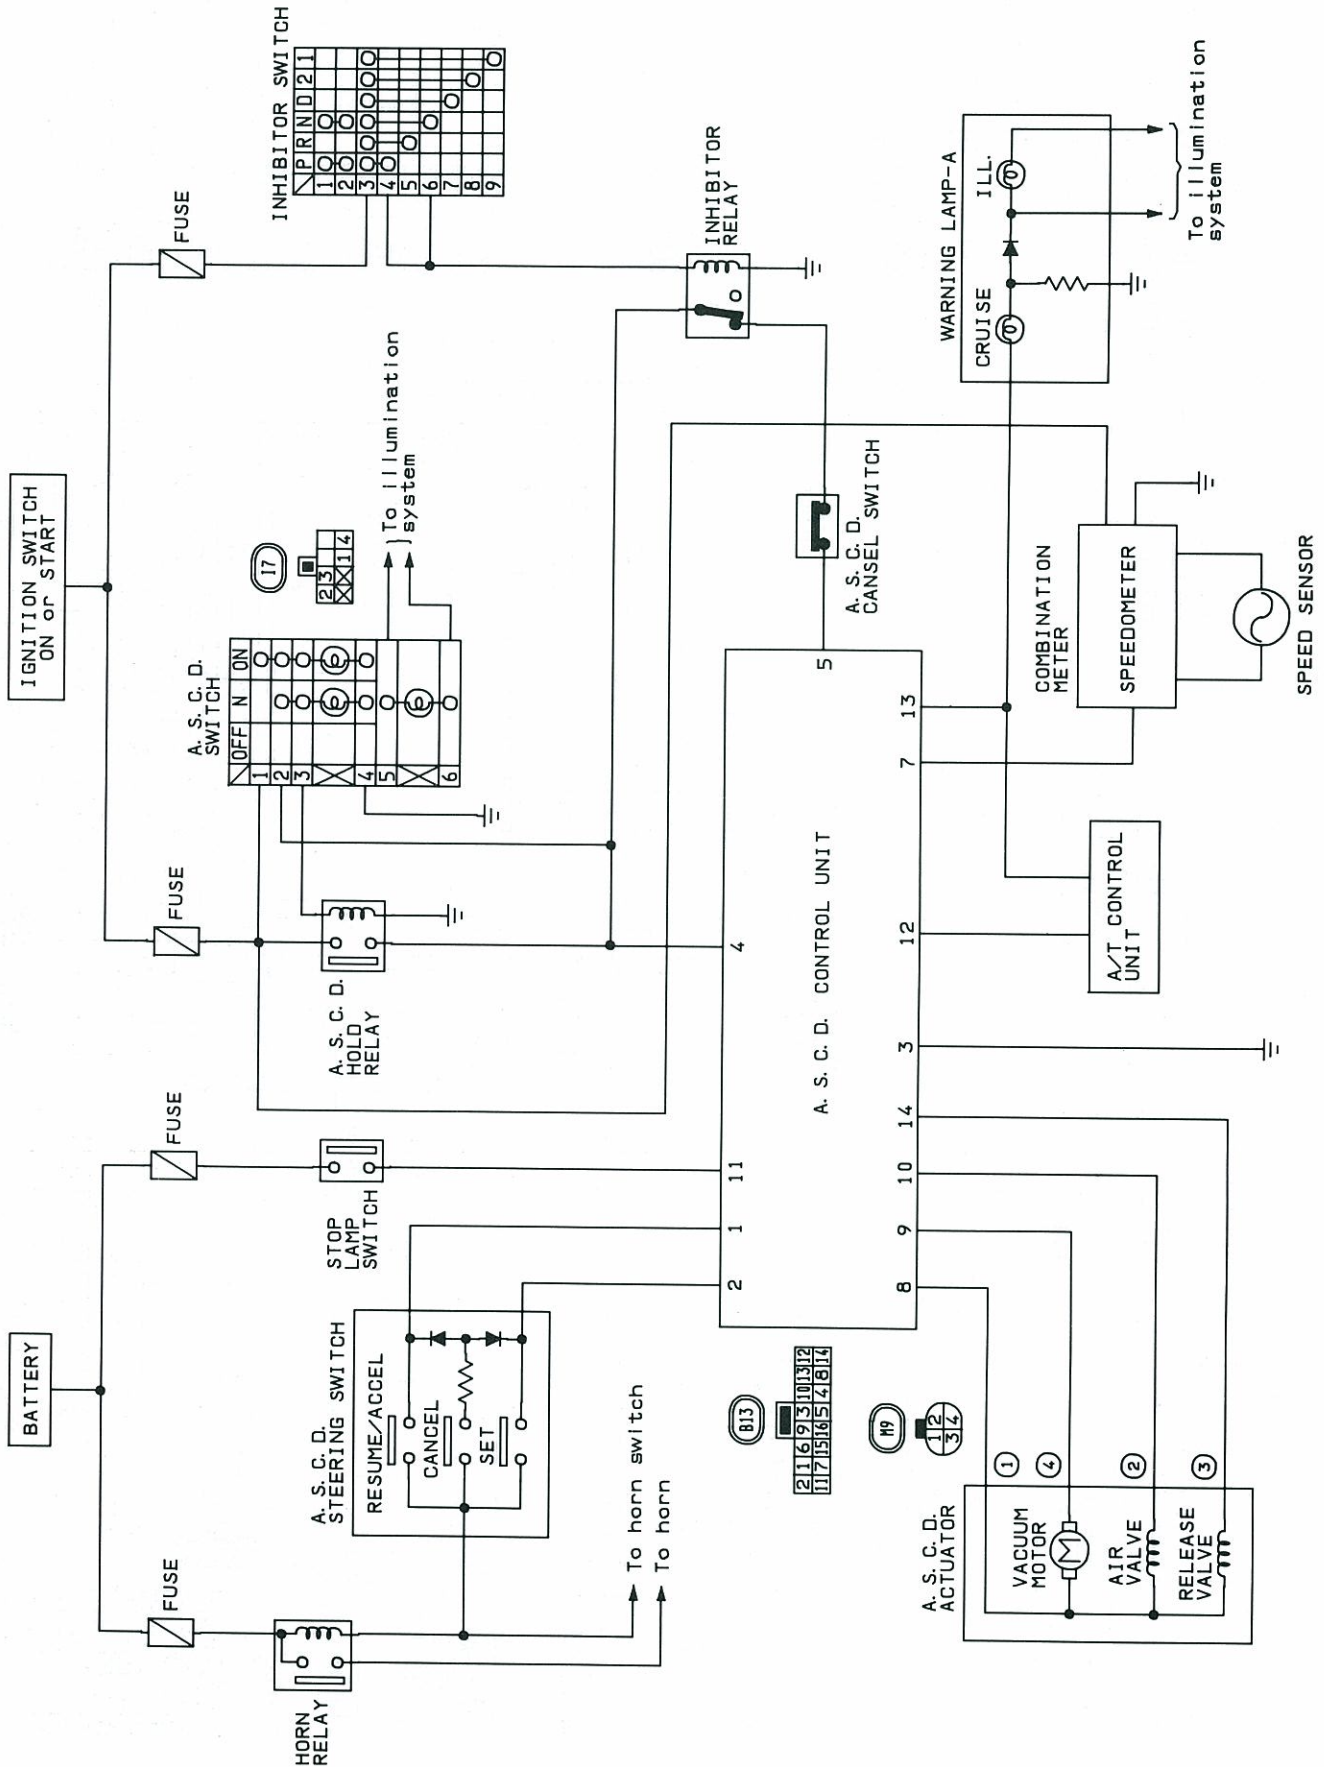 BATTERY
IGNITION SWITCH
ON or START
FUSE
FUSE
FUSE
FUSE
HORN
RELAY
A. S. C. D.
STEERING SWITCH
RESUME/ACCEL
CANCEL
SET
STOP
LAMP
SWITCH
A. S. C. D.
HOLD
RELAY
A. S. C. D.
SWITCH
OFF N ON
1
2
3
4
5
6
I7
2 3
1 4
To illumination
system
INHIBITOR SWITCH
P R N D 2 1
1
2
3
4
5
6
7
8
9
To horn switch
To horn
INHIBITOR
RELAY
2 1 11 4 5
A. S. C. D. CONTROL UNIT
8 9 10 14 3 12 7 13
A. S. C. D.
CANSEL SWITCH
B13
2 1 6 9 3 10 13 12
11 7 15 16 5 4 8 14
M9
1 2
3 4
WARNING LAMP-A
CRUISE ILL.
To illumination
system
A. S. C. D.
ACTUATOR
VACUUM
MOTOR
M
AIR
VALVE
RELEASE
VALVE
1
4
2
3
A/T CONTROL
UNIT
COMBINATION
METER
SPEEDOMETER
SPEED SENSOR